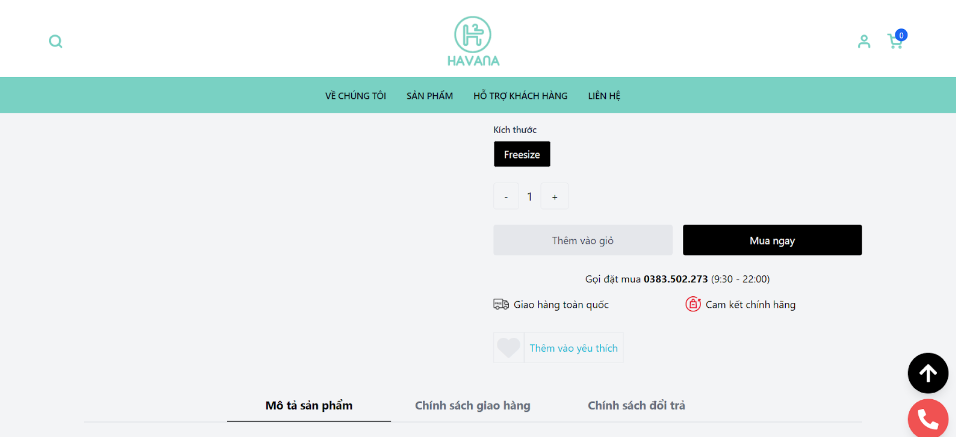 HAVANA
0
VỀ CHÚNG TÔI SẢN PHẨM HỖ TRỢ KHÁCH HÀNG LIÊN HỆ
Kích thước
Freesize
- 1 +
Thêm vào giỏ Mua ngay
Gọi đặt mua 0383.502.273 (9:30 - 22:00)
Giao hàng toàn quốc Cam kết chính hãng
Thêm vào yêu thích
Mô tả sản phẩm Chính sách giao hàng Chính sách đổi trả